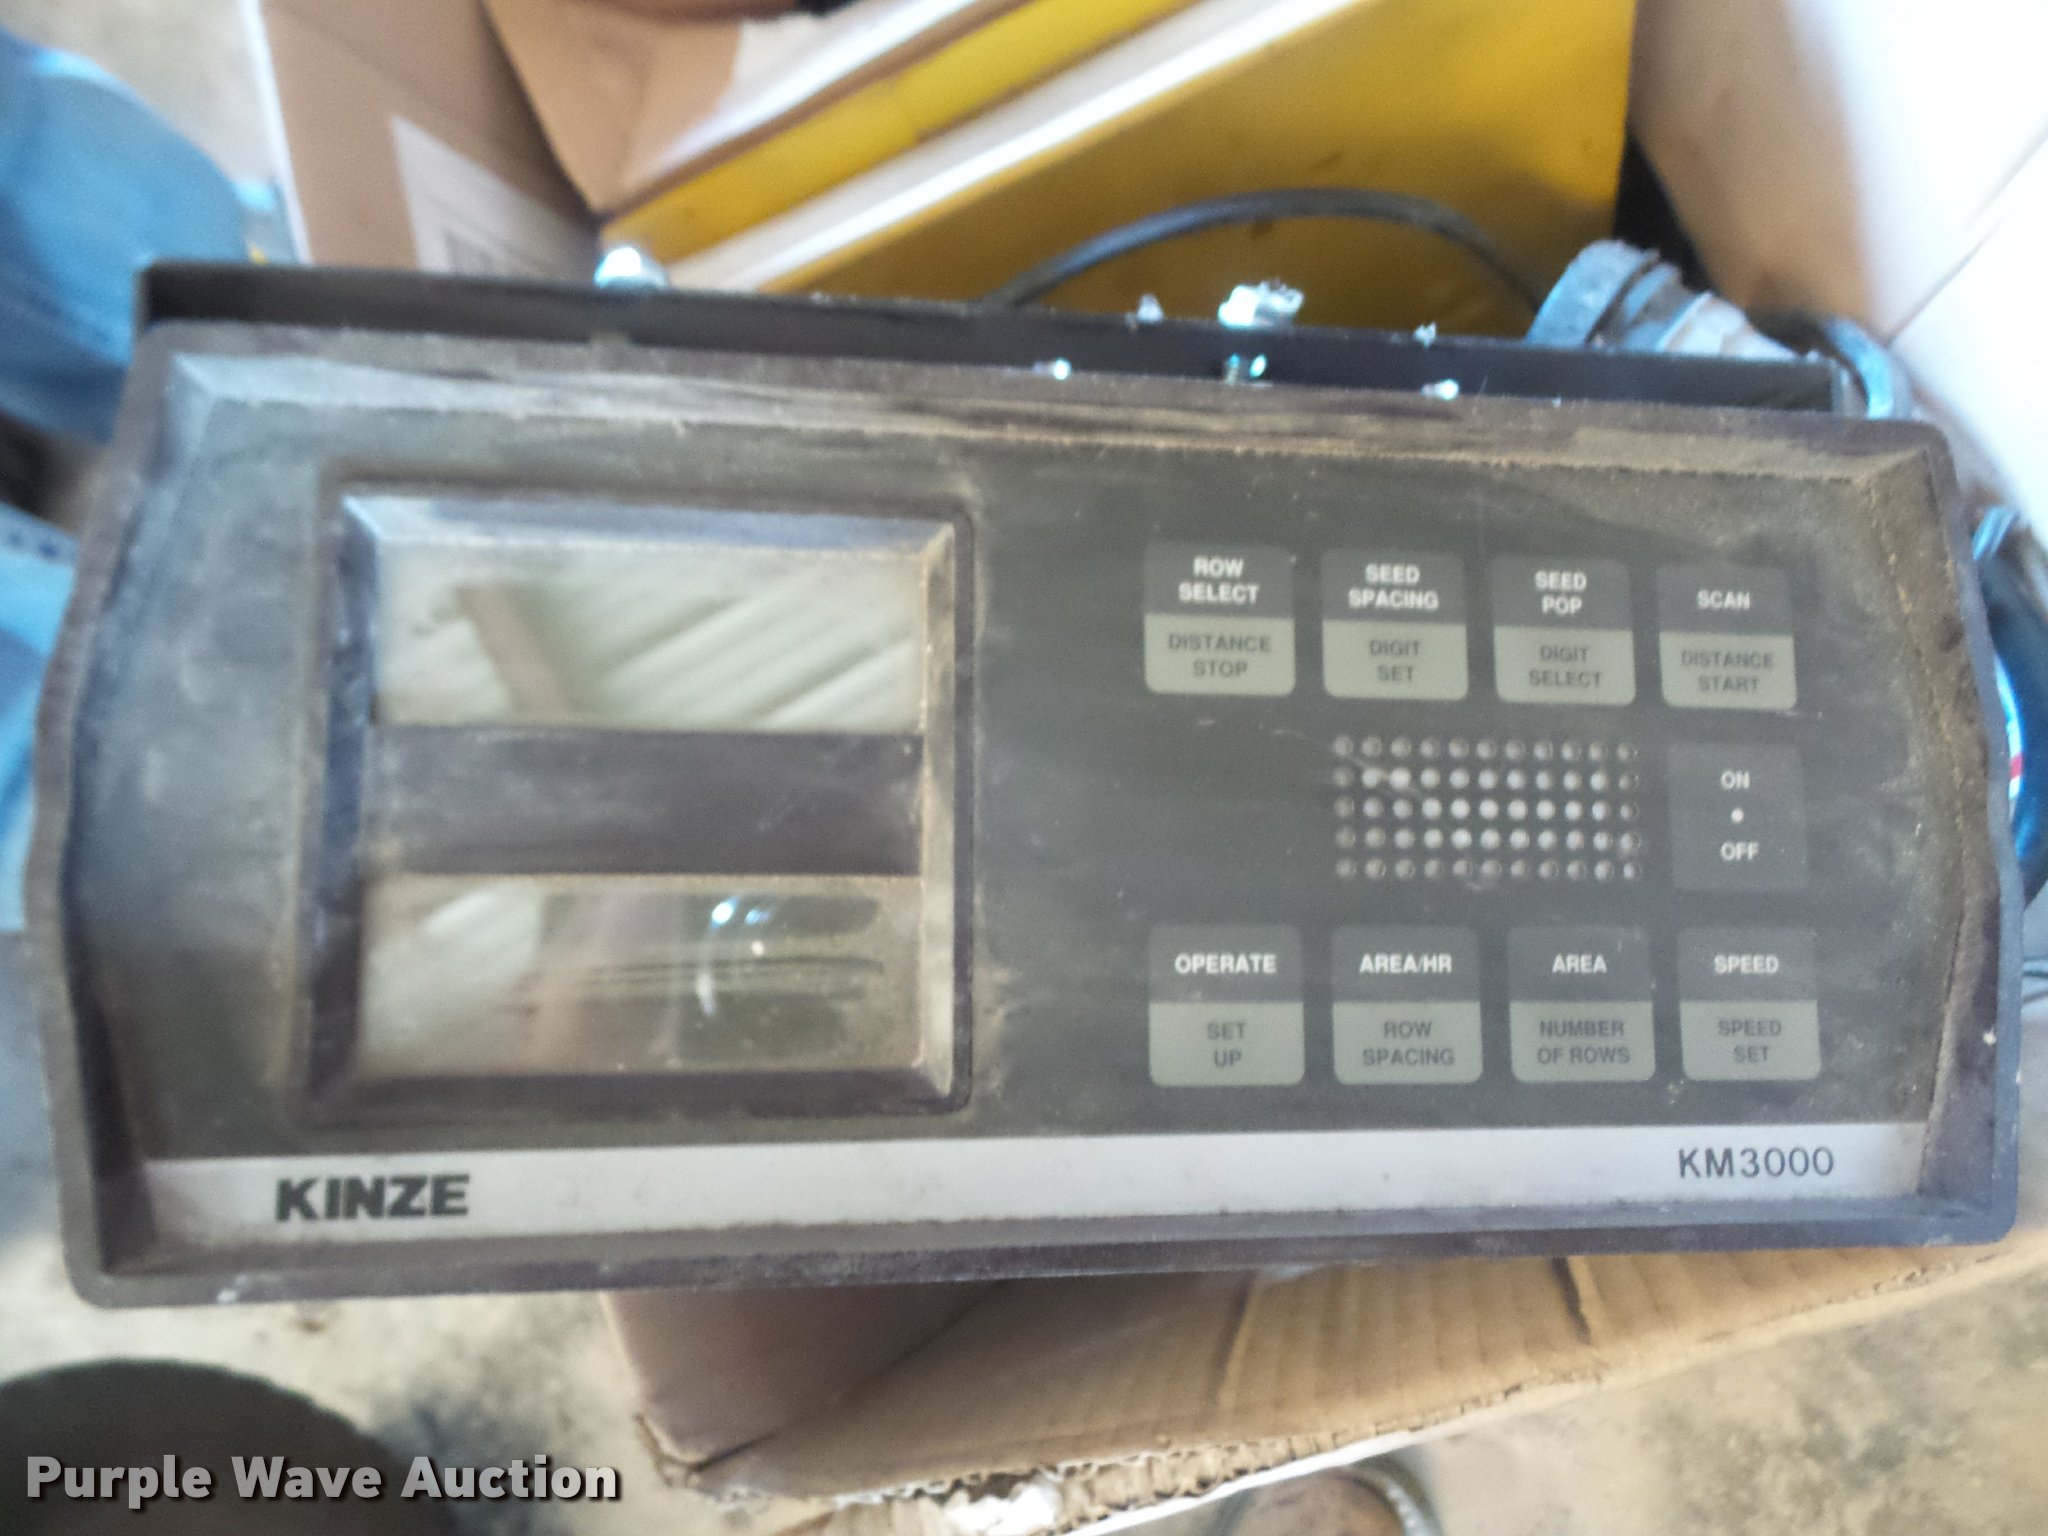 ROW
SELECT
DISTANCE
STOP
SEED
SPACING
DIGIT
SET
SEED
POP
DIGIT
SELECT
SCAN
DISTANCE
START
ON
OFF
OPERATE
SET
UP
AREA/HR
ROW
SPACING
AREA
NUMBER
OF ROWS
SPEED
SPEED
SET
KINZE
KM3000
Purple Wave Auction